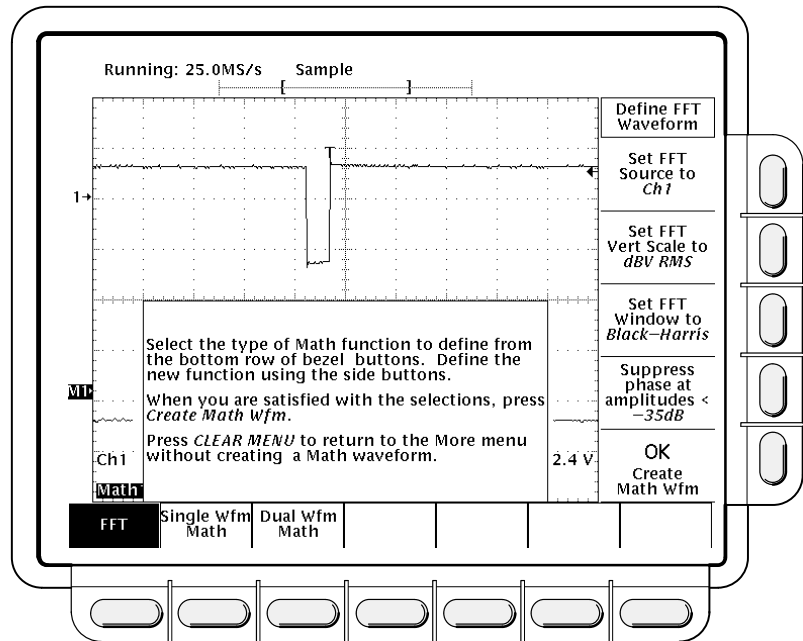 Running: 25.0MS/s Sample
[ ]
Define FFT
Waveform
T
Set FFT
Source to
Ch1
1→
Set FFT
Vert Scale to
dBV RMS
Set FFT
Window to
Black−Harris
Select the type of Math function to define from
the bottom row of bezel buttons. Define the
new function using the side buttons.
When you are satisfied with the selections, press
Create Math Wfm.
Press CLEAR MENU to return to the More menu
without creating a Math waveform.
M1
Suppress
phase at
amplitudes <
−35dB
Ch1
2.4 V
Math
OK
Create
Math Wfm
FFT
Single Wfm
Math
Dual Wfm
Math